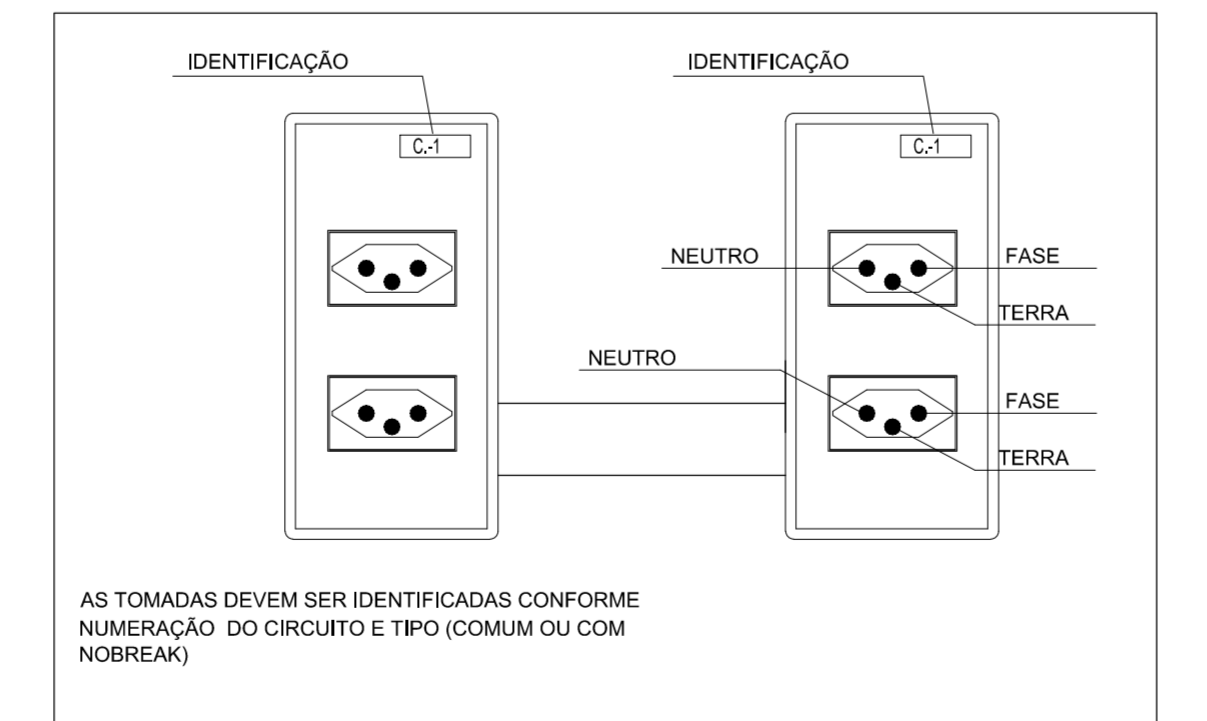 IDENTIFICAÇÃO
IDENTIFICAÇÃO
C.-1
C.-1
NEUTRO
FASE
TERRA
NEUTRO
FASE
TERRA
AS TOMADAS DEVEM SER IDENTIFICADAS CONFORME
NUMERAÇÃO DO CIRCUITO E TIPO (COMUM OU COM
NOBREAK)